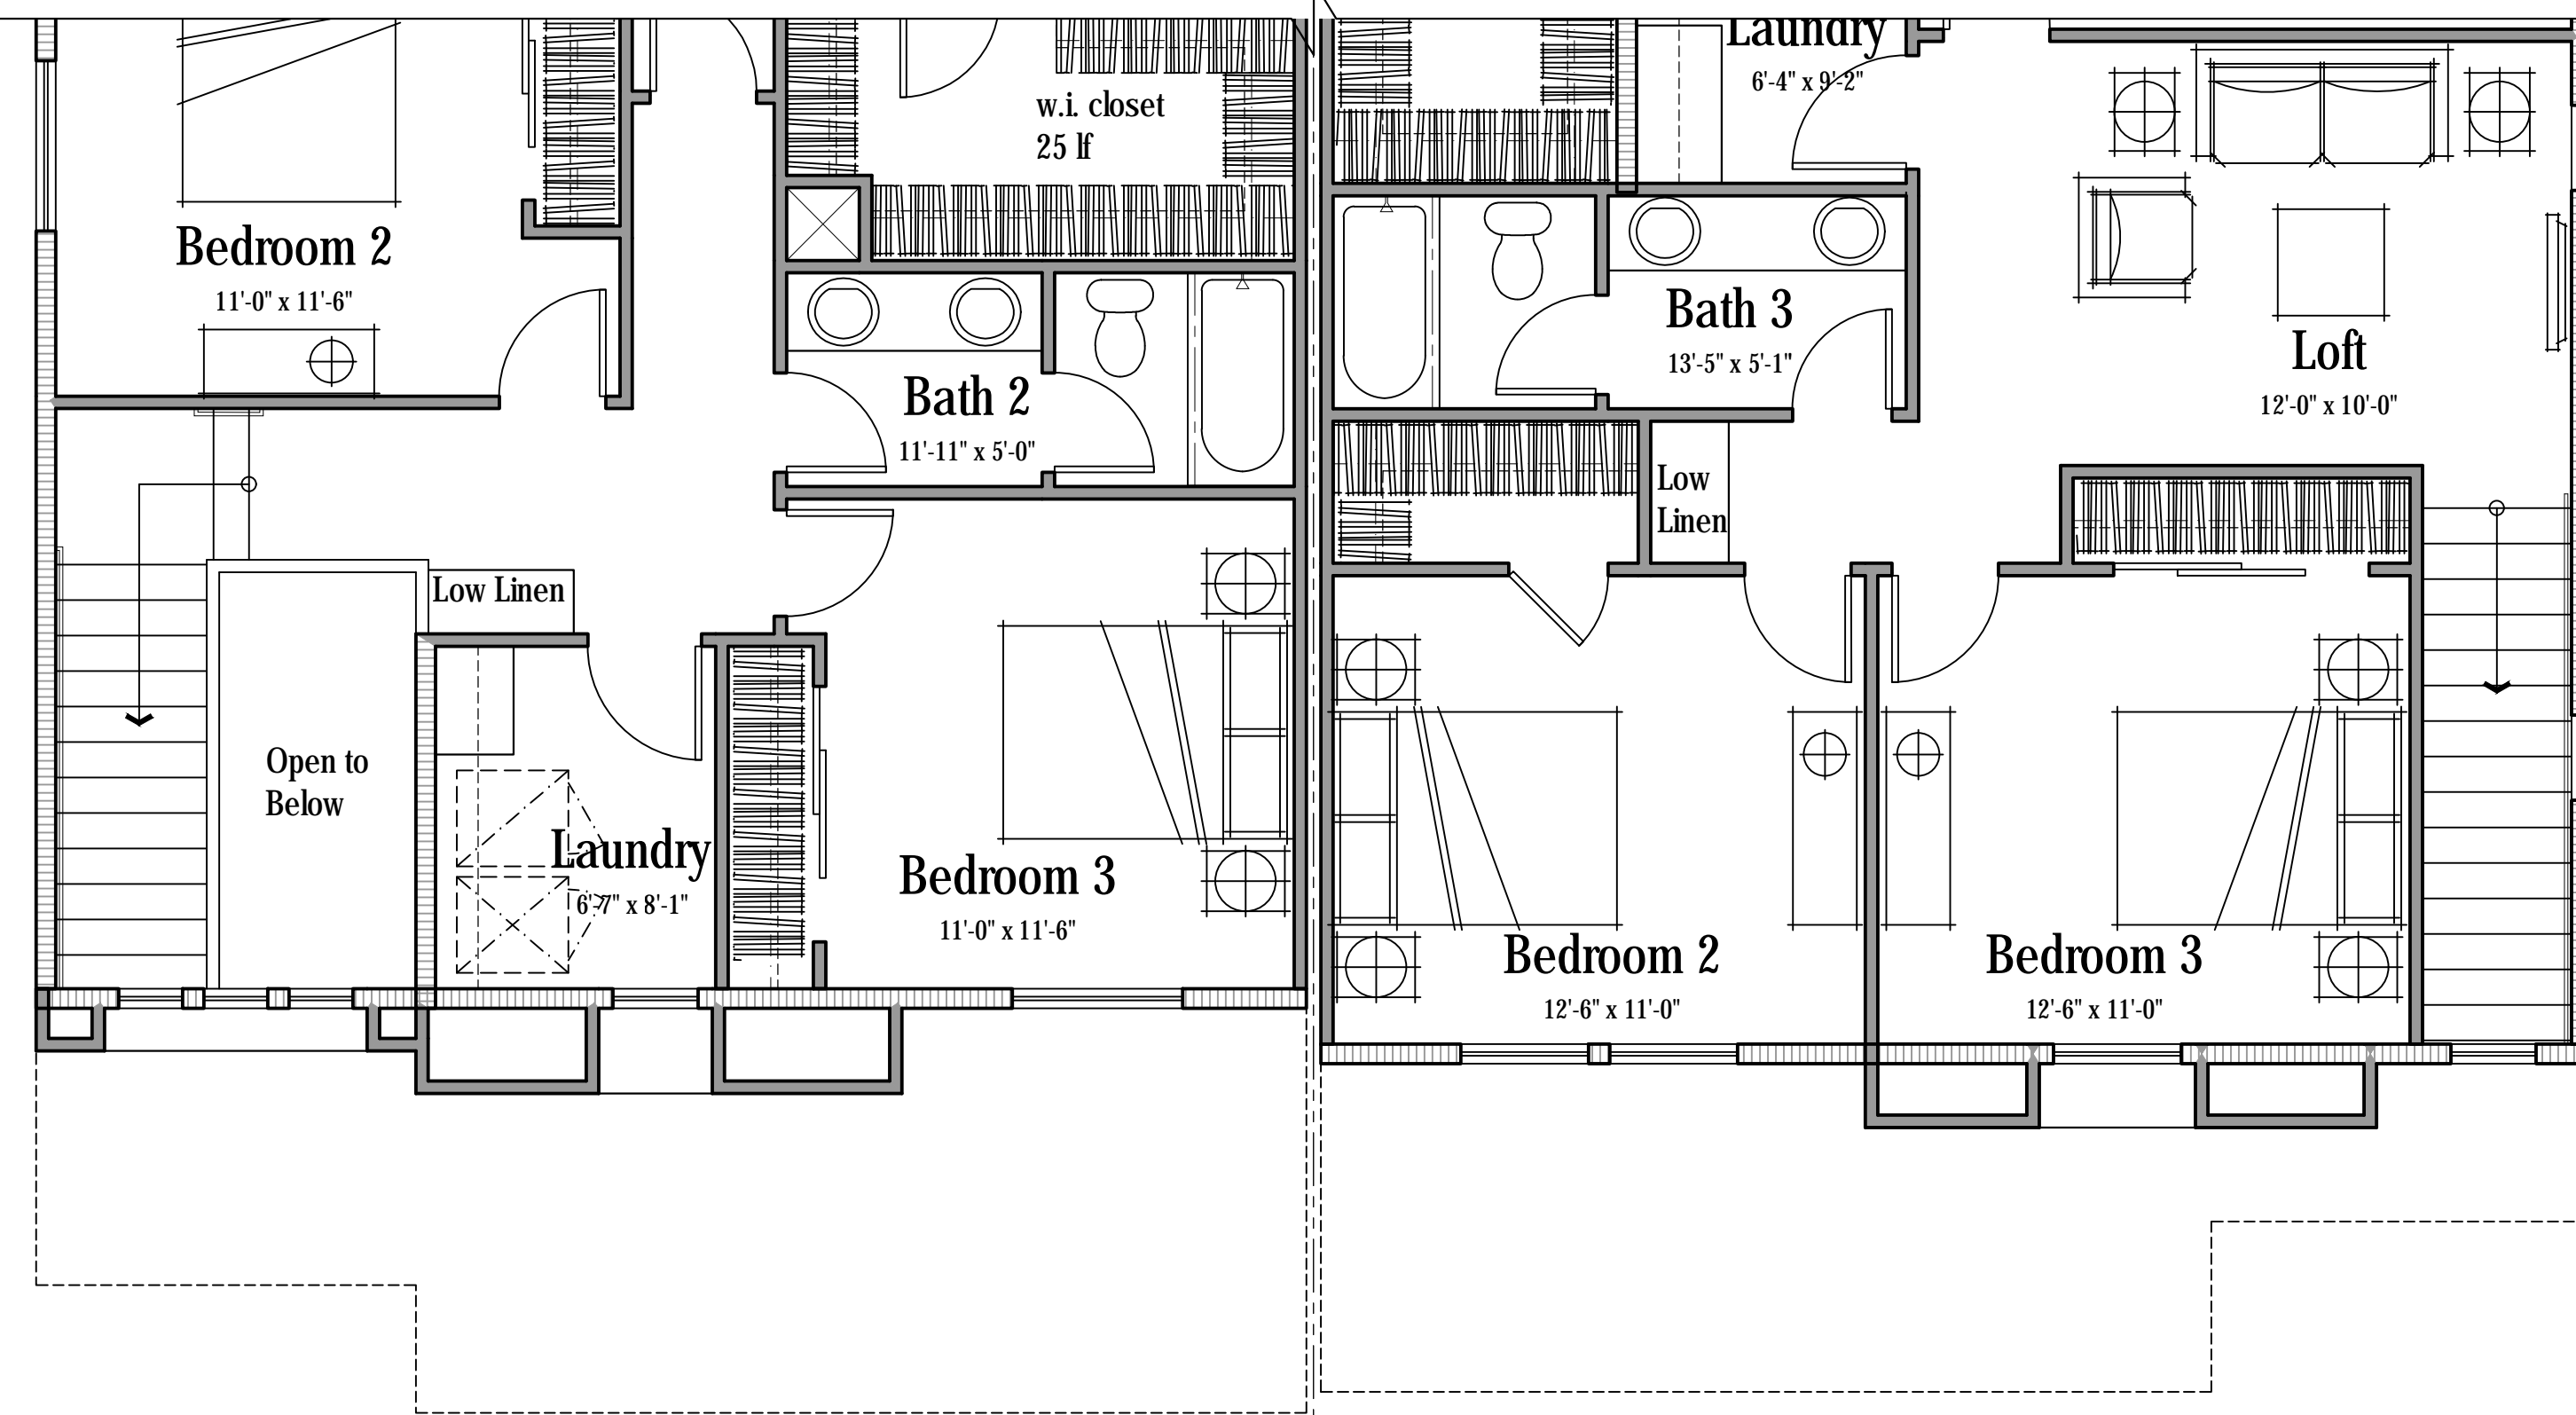 Laundry
6'-4" x 9'-2"
w.i. closet
25 lf
Bedroom 2
11'-0" x 11'-6"
Bath 2
11'-11" x 5'-0"
Bath 3
13'-5" x 5'-1"
Loft
12'-0" x 10'-0"
Low
Linen
Low Linen
Open to
Below
Laundry
6'-7" x 8'-1"
Bedroom 3
11'-0" x 11'-6"
Bedroom 2
12'-6" x 11'-0"
Bedroom 3
12'-6" x 11'-0"